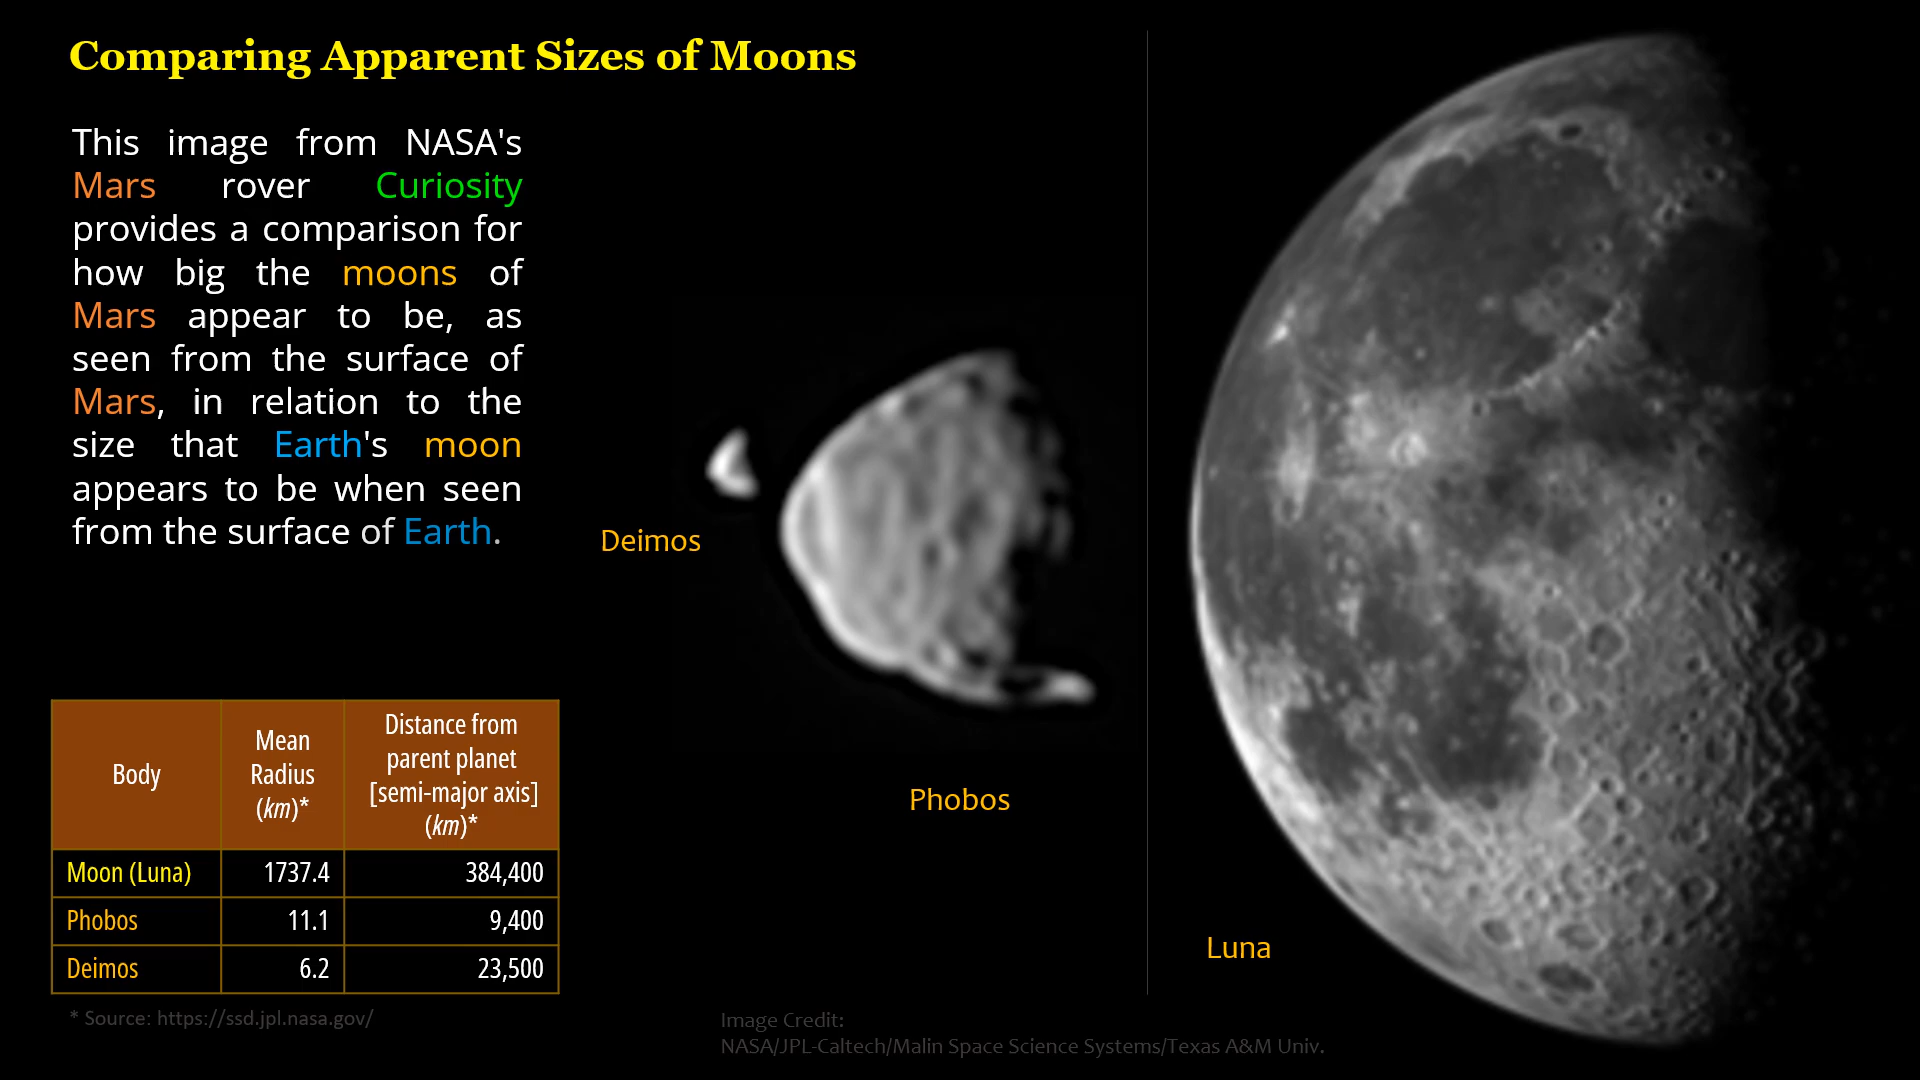 Comparing Apparent Sizes of Moons
This image from NASA's
Mars rover Curiosity
provides a comparison for
how big the moons of
Mars appear to be, as
seen from the surface of
Mars, in relation to the
size that Earth's moon
appears to be when seen
from the surface of Earth.
Deimos
Phobos
Luna
Body
Mean
Radius
(km)*
Distance from
parent planet
[semi-major axis]
(km)*
Moon (Luna) 1737.4 384,400
Phobos 11.1 9,400
Deimos 6.2 23,500
* Source: https://ssd.jpl.nasa.gov/
Image Credit:
NASA/JPL-Caltech/Malin Space Science Systems/Texas A&M Univ.